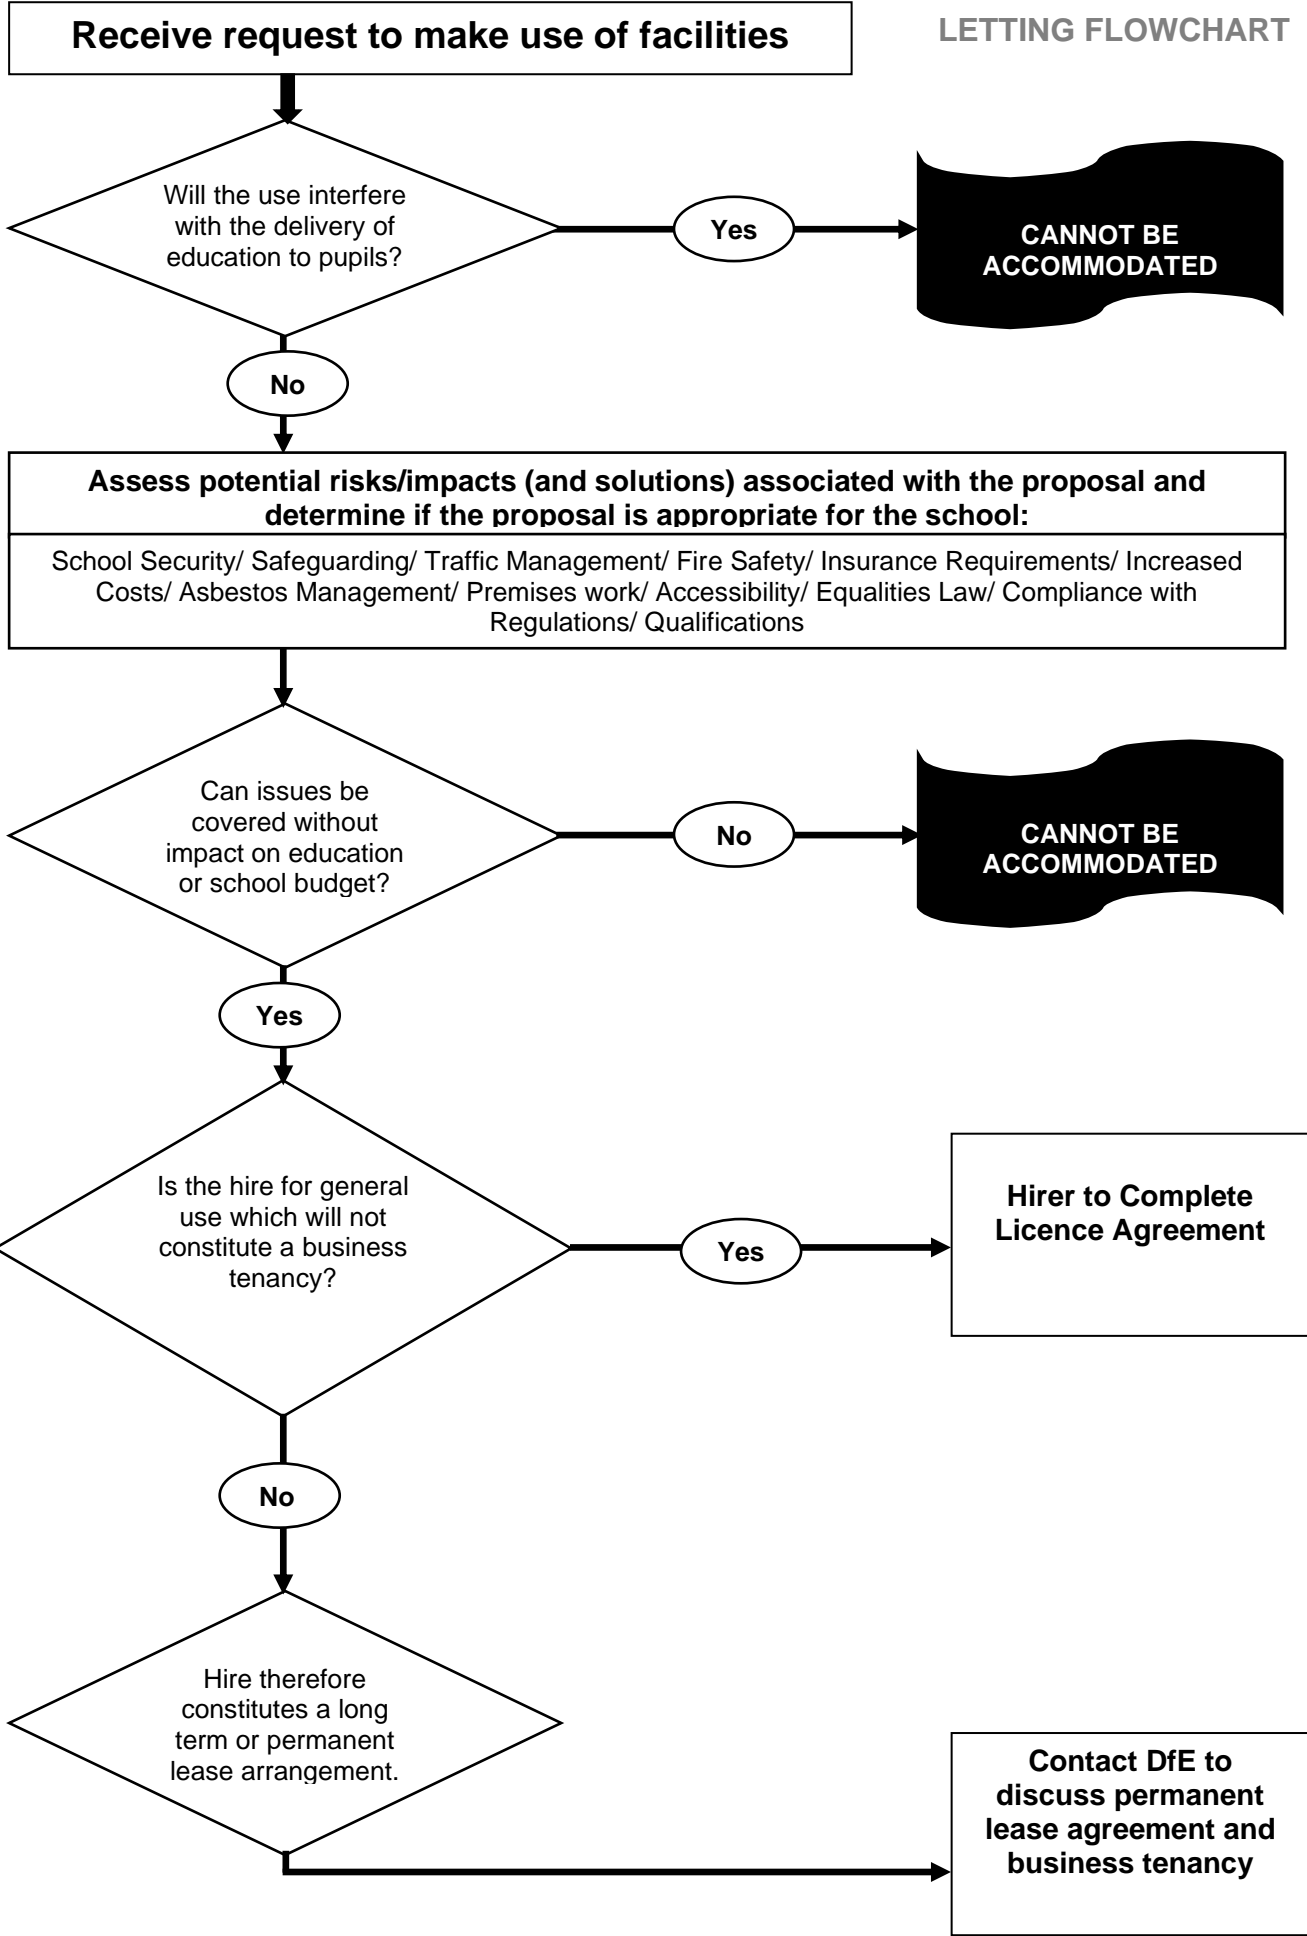 Receive request to make use of facilities
LETTING FLOWCHART
Will the use interfere
with the delivery of
education to pupils?
Yes
CANNOT BE
ACCOMMODATED
No
Assess potential risks/impacts (and solutions) associated with the proposal and
determine if the proposal is appropriate for the school:
School Security/ Safeguarding/ Traffic Management/ Fire Safety/ Insurance Requirements/ Increased
Costs/ Asbestos Management/ Premises work/ Accessibility/ Equalities Law/ Compliance with
Regulations/ Qualifications
Can issues be
covered without
impact on education
or school budget?
No
CANNOT BE
ACCOMMODATED
Yes
Is the hire for general
use which will not
constitute a business
tenancy?
Yes
Hirer to Complete
Licence Agreement
No
Hire therefore
constitutes a long
term or permanent
lease arrangement.
Contact DfE to
discuss permanent
lease agreement and
business tenancy